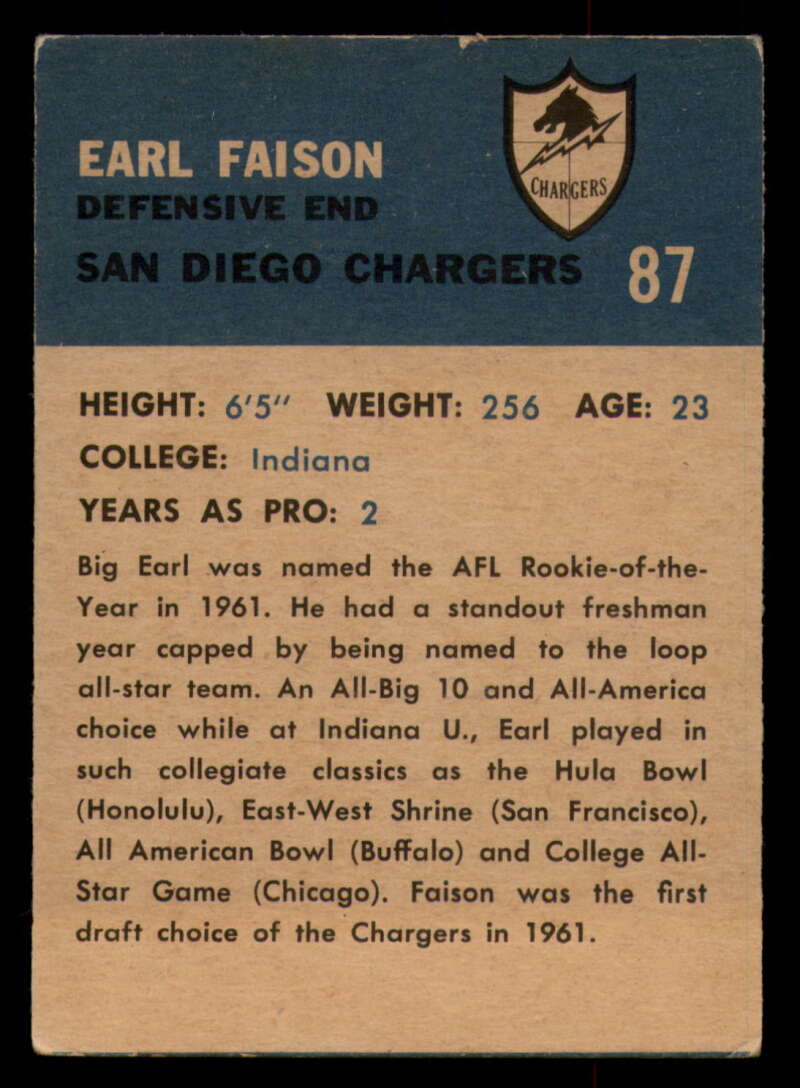 CHARGERS
EARL FAISON
DEFENSIVE END
SAN DIEGO CHARGERS 87
HEIGHT: 6'5" WEIGHT: 256 AGE: 23
COLLEGE: Indiana
YEARS AS PRO: 2
Big Earl was named the AFL Rookie-of-the-
Year in 1961. He had a standout freshman
year capped by being named to the loop
all-star team. An All-Big 10 and All-America
choice while at Indiana U., Earl played in
such collegiate classics as the Hula Bowl
(Honolulu), East-West Shrine (San Francisco),
All American Bowl (Buffalo) and College All-
Star Game (Chicago). Faison was the first
draft choice of the Chargers in 1961.